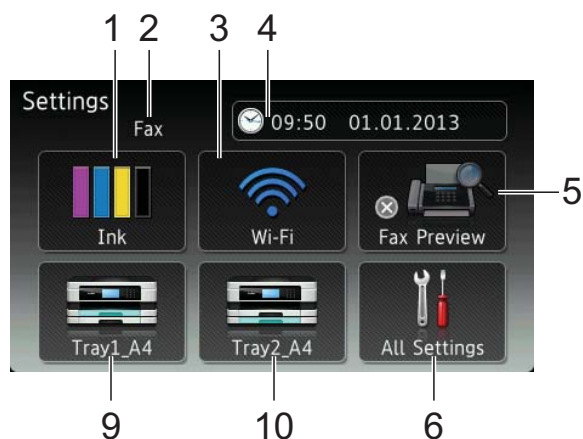 1 2 3 4
Settings
Fax
09:50 01.01.2013
5
Ink Wi-Fi Fax Preview
Tray1_A4 Tray2_A4 All Settings
9 10 6